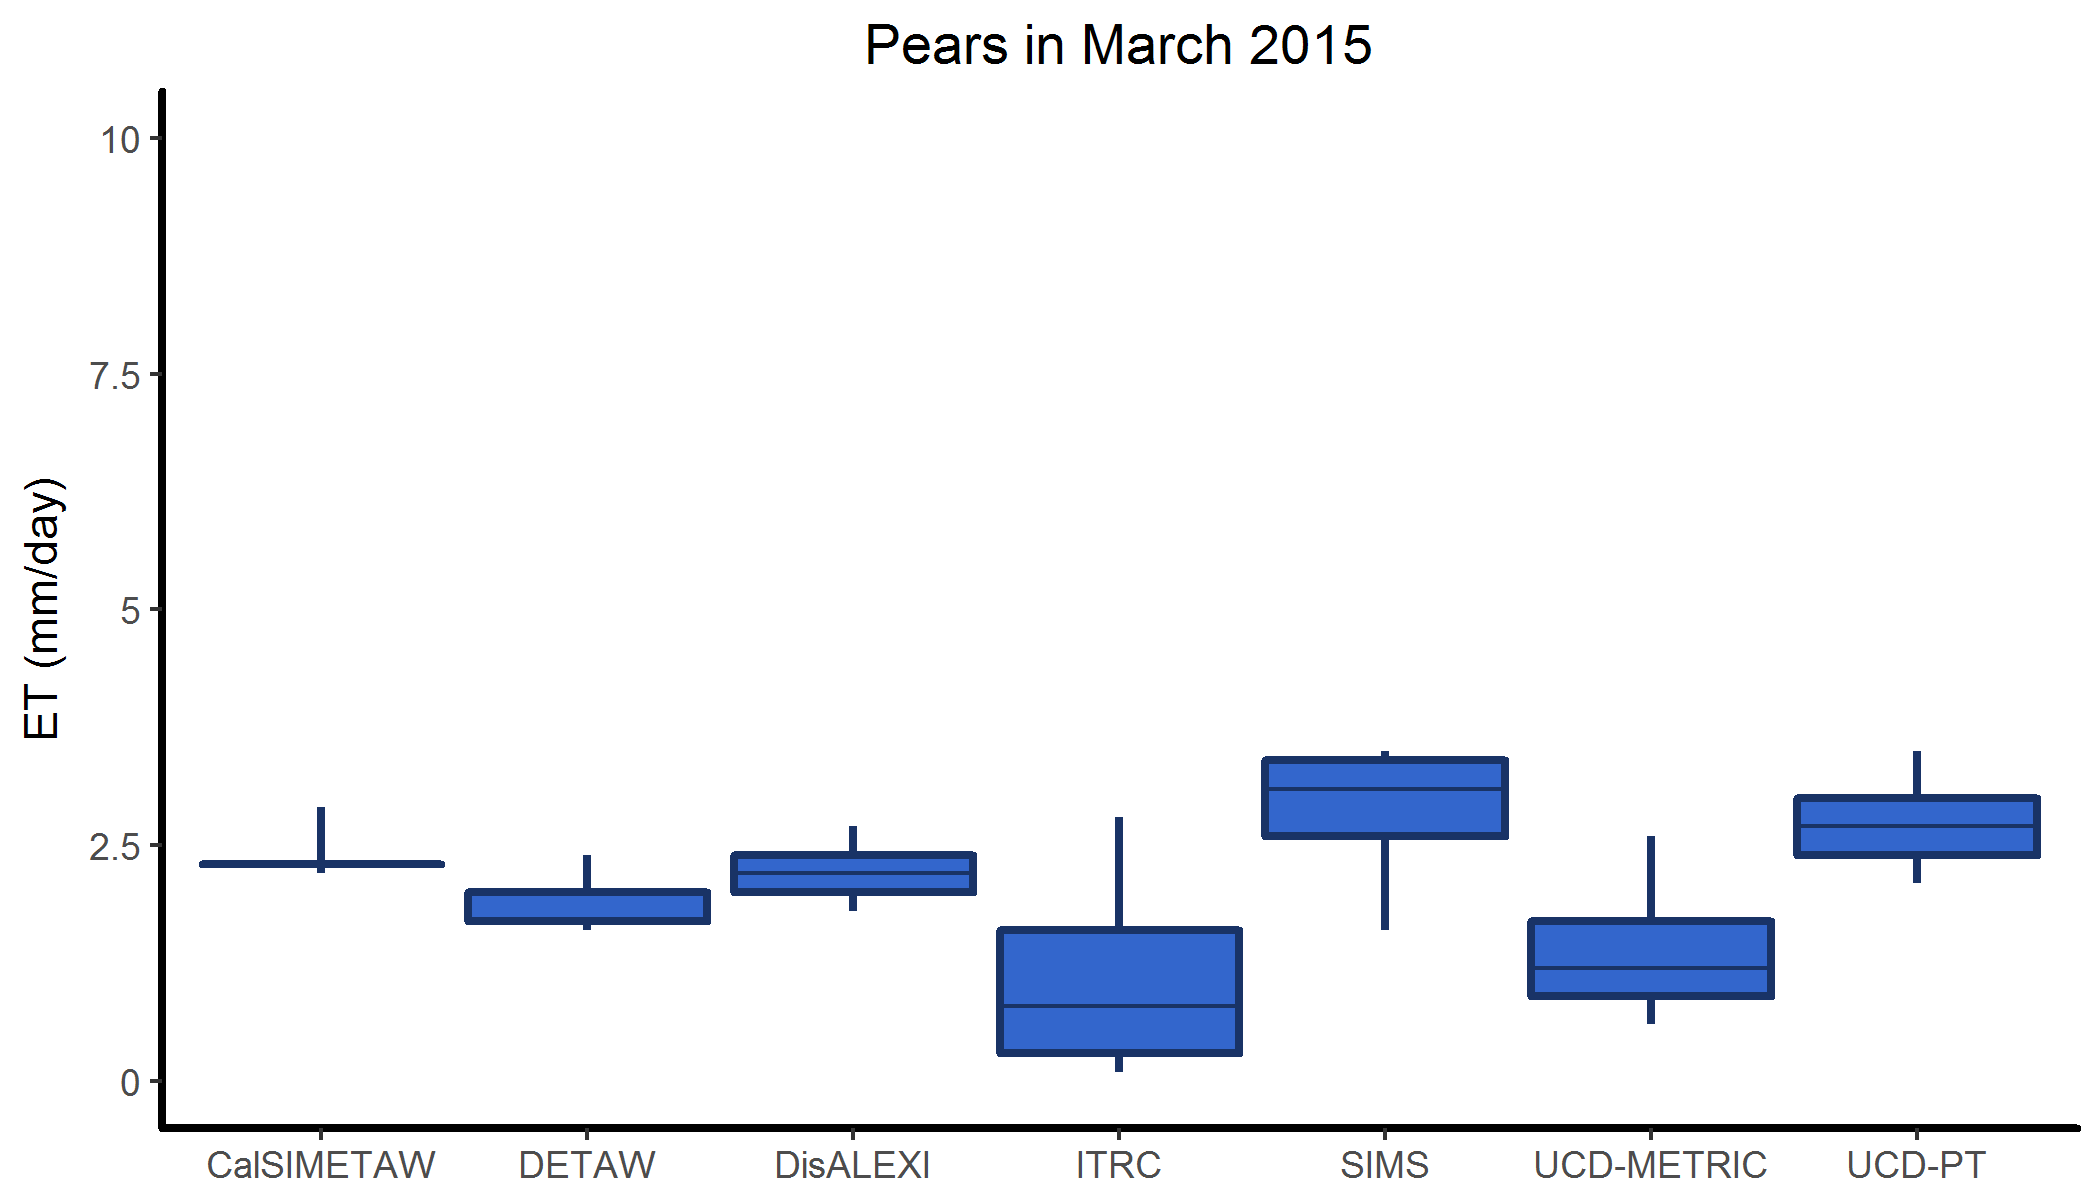 Pears in March 2015
10
7.5
5
2.5
0
ET (mm/day)
CalSIMETAW DETAW DisALEXI ITRC SIMS UCD-METRIC UCD-PT